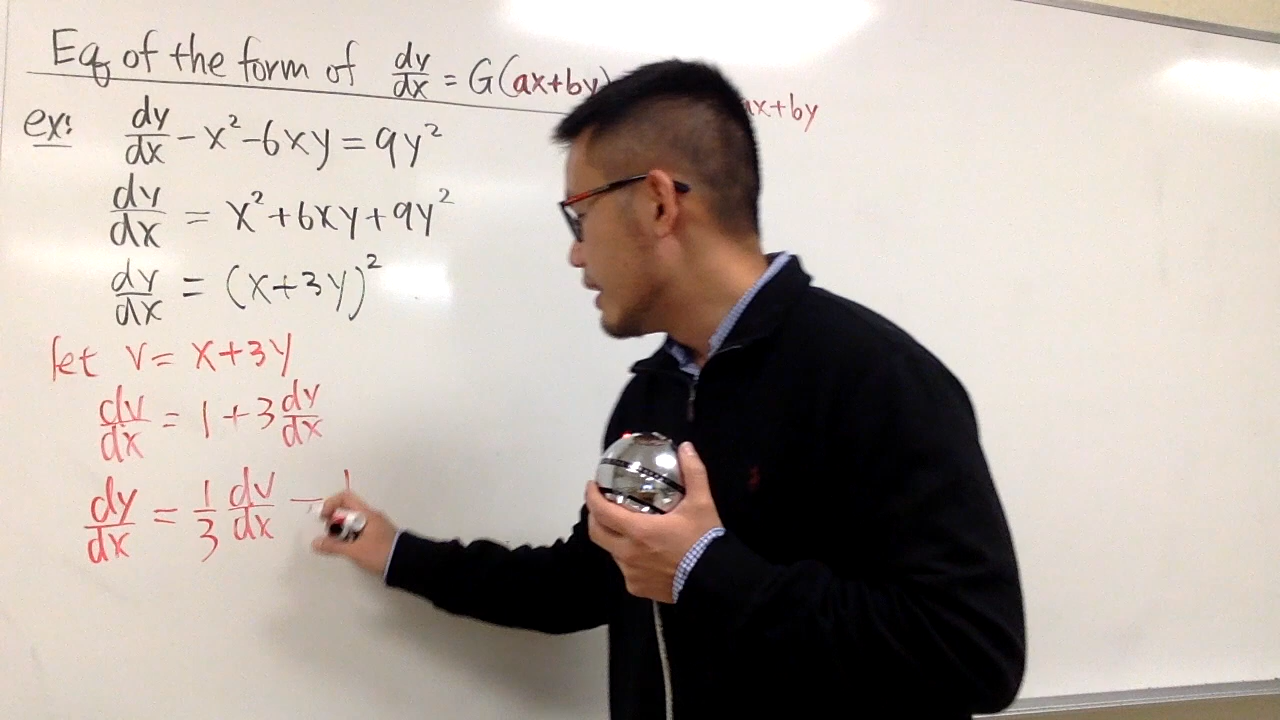 Eq of the form of dy/dx = G(ax+by)
ax+by
ex: dy/dx - x² - 6xy = 9y²
dy/dx = x² + 6xy + 9y²
dy/dx = (x+3y)²
let v = x+3y
dv/dx = 1 + 3 dy/dx
dy/dx = 1/3 dv/dx - 1